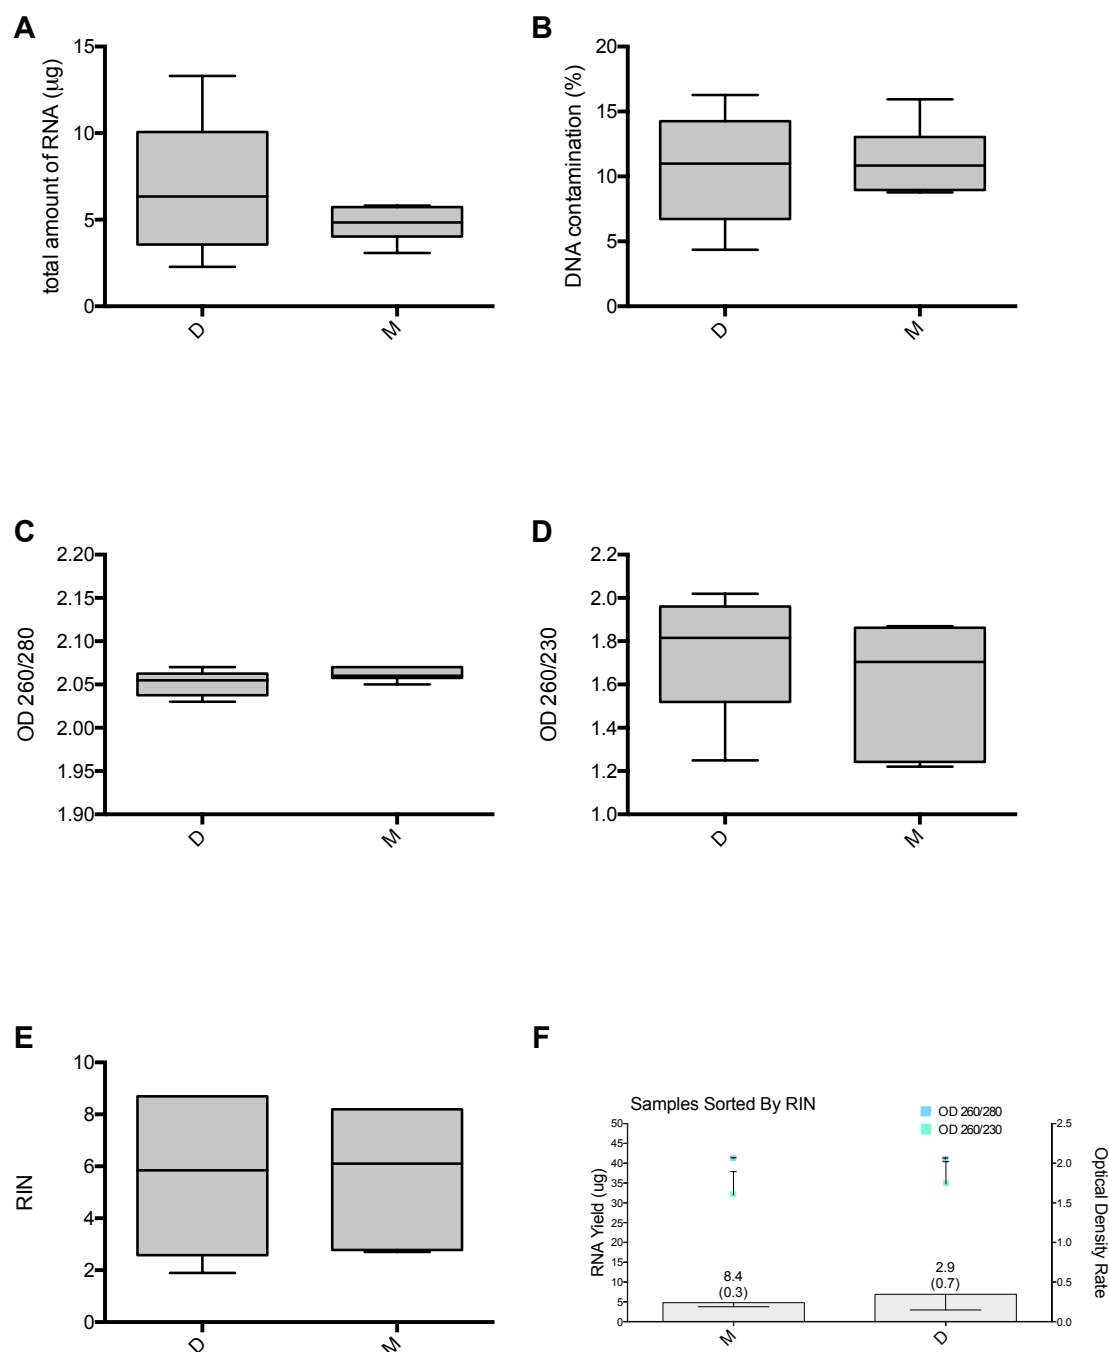 A
total amount of RNA (µg)
15
10
5
0
D
M
B
DNA contamination (%)
20
15
10
5
0
D
M
C
OD 260/280
2.20
2.15
2.10
2.05
2.00
1.95
1.90
D
M
D
OD 260/230
2.2
2.0
1.8
1.6
1.4
1.2
1.0
D
M
E
RIN
10
8
6
4
2
0
D
M
F
Samples Sorted By RIN
OD 260/280
OD 260/230
RNA Yield (ug)
50
45
40
35
30
25
20
15
10
5
0
8.4
(0.3)
2.9
(0.7)
M
D
2.5
2.0
1.5
1.0
0.5
0.0
Optical Density Rate